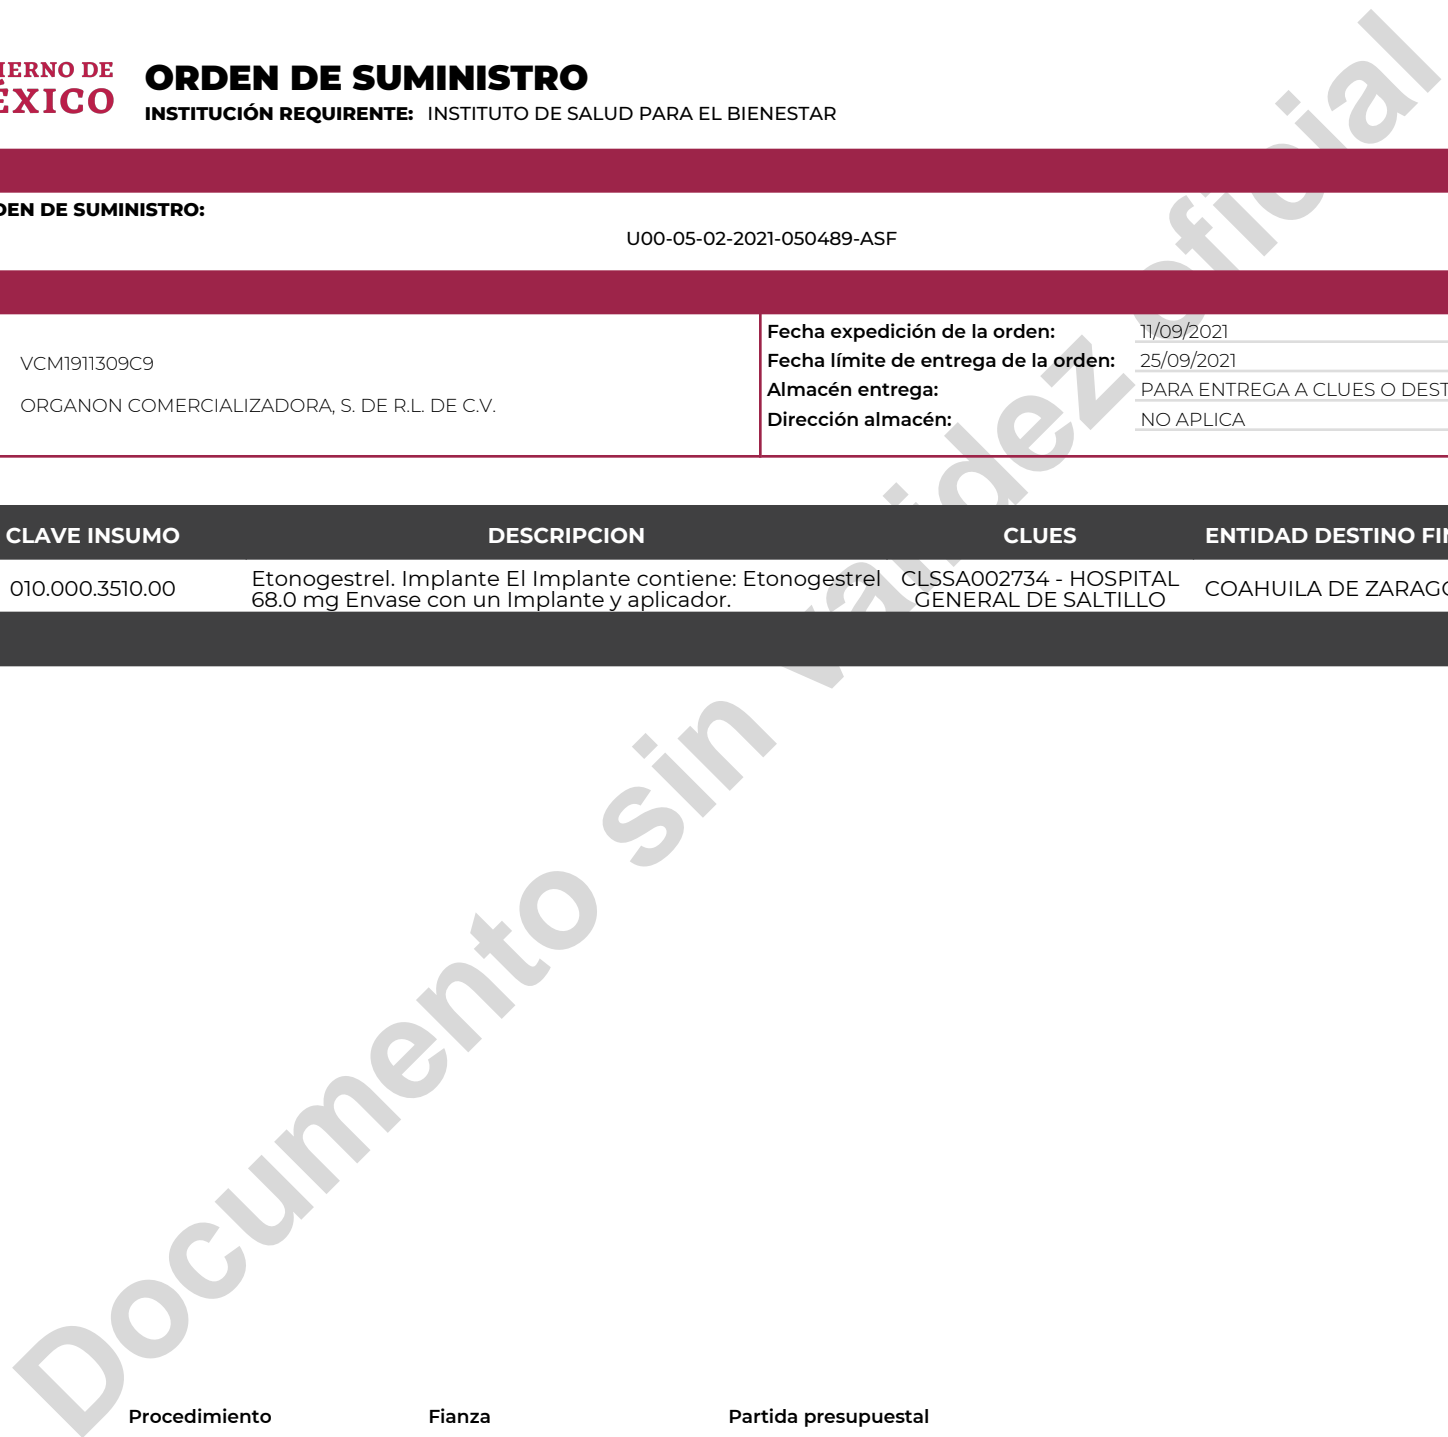 IERNO DE
ÉXICO
ORDEN DE SUMINISTRO
INSTITUCIÓN REQUIRENTE: INSTITUTO DE SALUD PARA EL BIENESTAR
DEN DE SUMINISTRO:
U00-05-02-2021-050489-ASF
VCM1911309C9
ORGANON COMERCIALIZADORA, S. DE R.L. DE C.V.
Fecha expedición de la orden: 11/09/2021
Fecha límite de entrega de la orden: 25/09/2021
Almacén entrega: PARA ENTREGA A CLUES O DEST
Dirección almacén: NO APLICA
CLAVE INSUMO DESCRIPCION CLUES ENTIDAD DESTINO FIN
010.000.3510.00
Etonogestrel. Implante El Implante contiene: Etonogestrel
68.0 mg Envase con un Implante y aplicador.
CLSSA002734 - HOSPITAL
GENERAL DE SALTILLO
COAHUILA DE ZARAGO
Documento sin validez oficial
Procedimiento Fianza Partida presupuestal